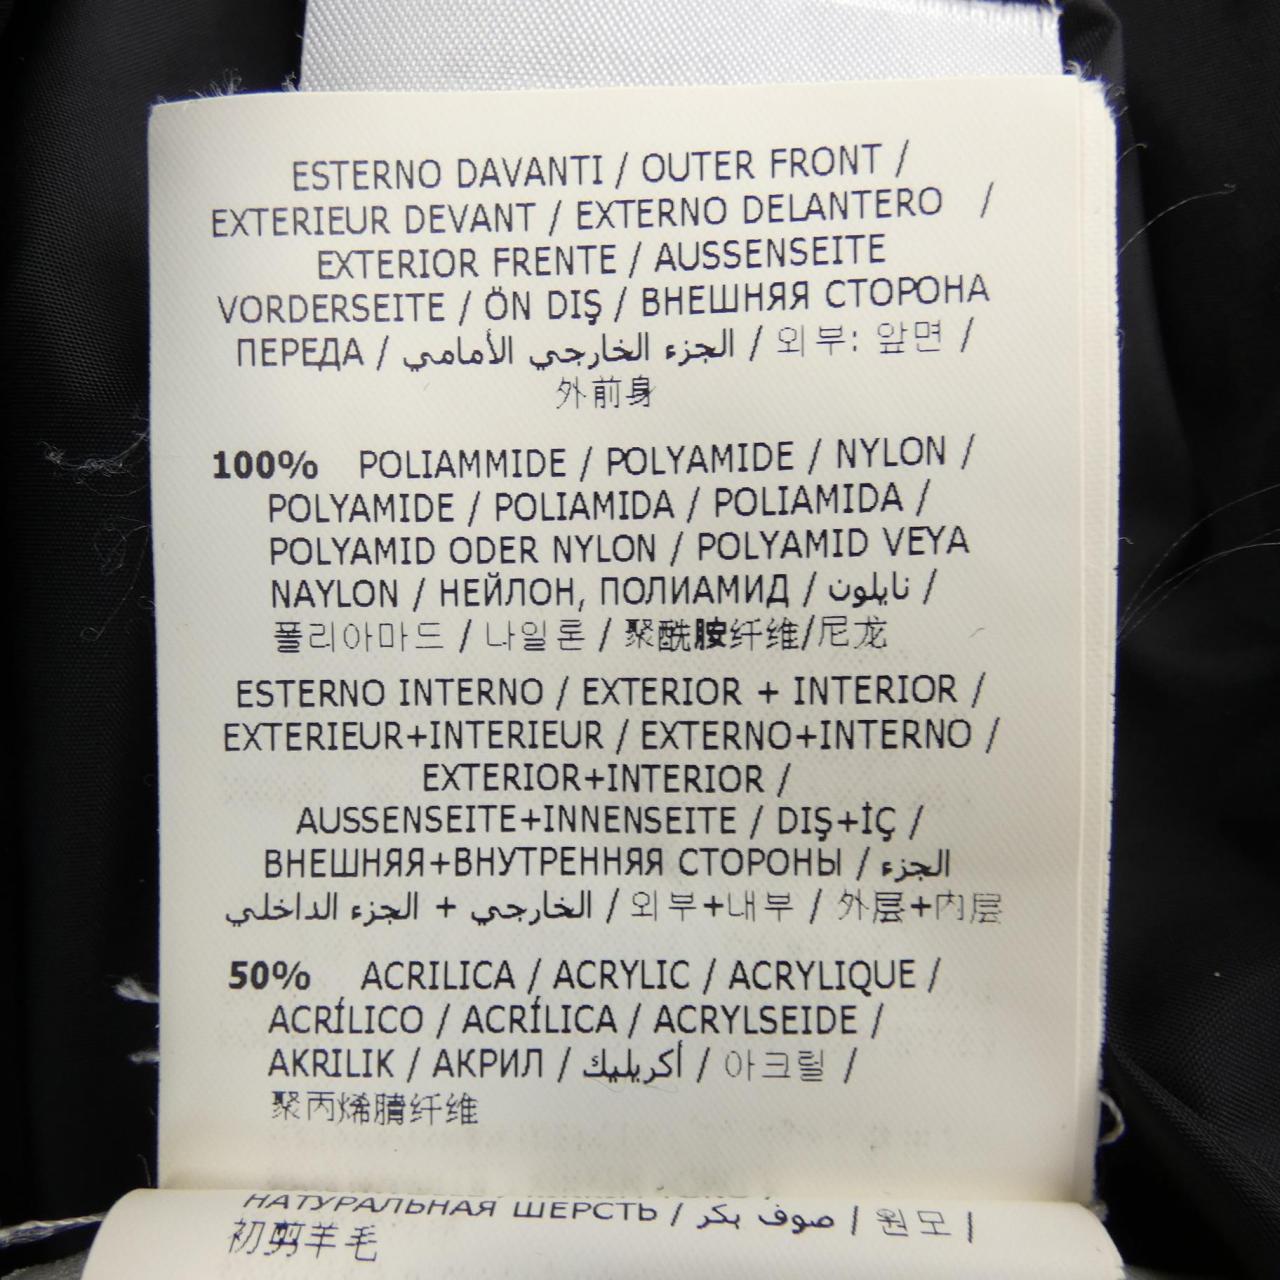 ESTERNO DAVANTI / OUTER FRONT /
EXTERIEUR DEVANT / EXTERNO DELANTERO /
EXTERIOR FRENTE / AUSSENSEITE
VORDERSEITE / ÖN DIŞ / ВНЕШНЯЯ СТОРОНА
ПЕРЕДА / الجزء الخارجي الأمامي / 외부: 앞면 /
外前身
100% POLIAMMIDE / POLYAMIDE / NYLON /
POLYAMIDE / POLIAMIDA / POLIAMIDA /
POLYAMID ODER NYLON / POLYAMID VEYA
NAYLON / НЕЙЛОН, ПОЛИАМИД / نايلون /
폴리아마드 / 나일론 / 聚酰胺纤维/尼龙
ESTERNO INTERNO / EXTERIOR + INTERIOR /
EXTERIEUR+INTERIEUR / EXTERNO+INTERNO /
EXTERIOR+INTERIOR /
AUSSENSEITE+INNENSEITE / DIŞ+İÇ /
ВНЕШНЯЯ+ВНУТРЕННЯЯ СТОРОНЫ / الجزء
الخارجي + الجزء الداخلي / 외부+내부 / 外层+内层
50% ACRILICA / ACRYLIC / ACRYLIQUE /
ACRÍLICO / ACRÍLICA / ACRYLSEIDE /
AKRILIK / АКРИЛ / أكريليك / 아크릴 /
聚丙烯腈纤维
НАТУРАЛЬНАЯ ШЕРСТЬ / صوف بكر / 원모 /
初剪羊毛